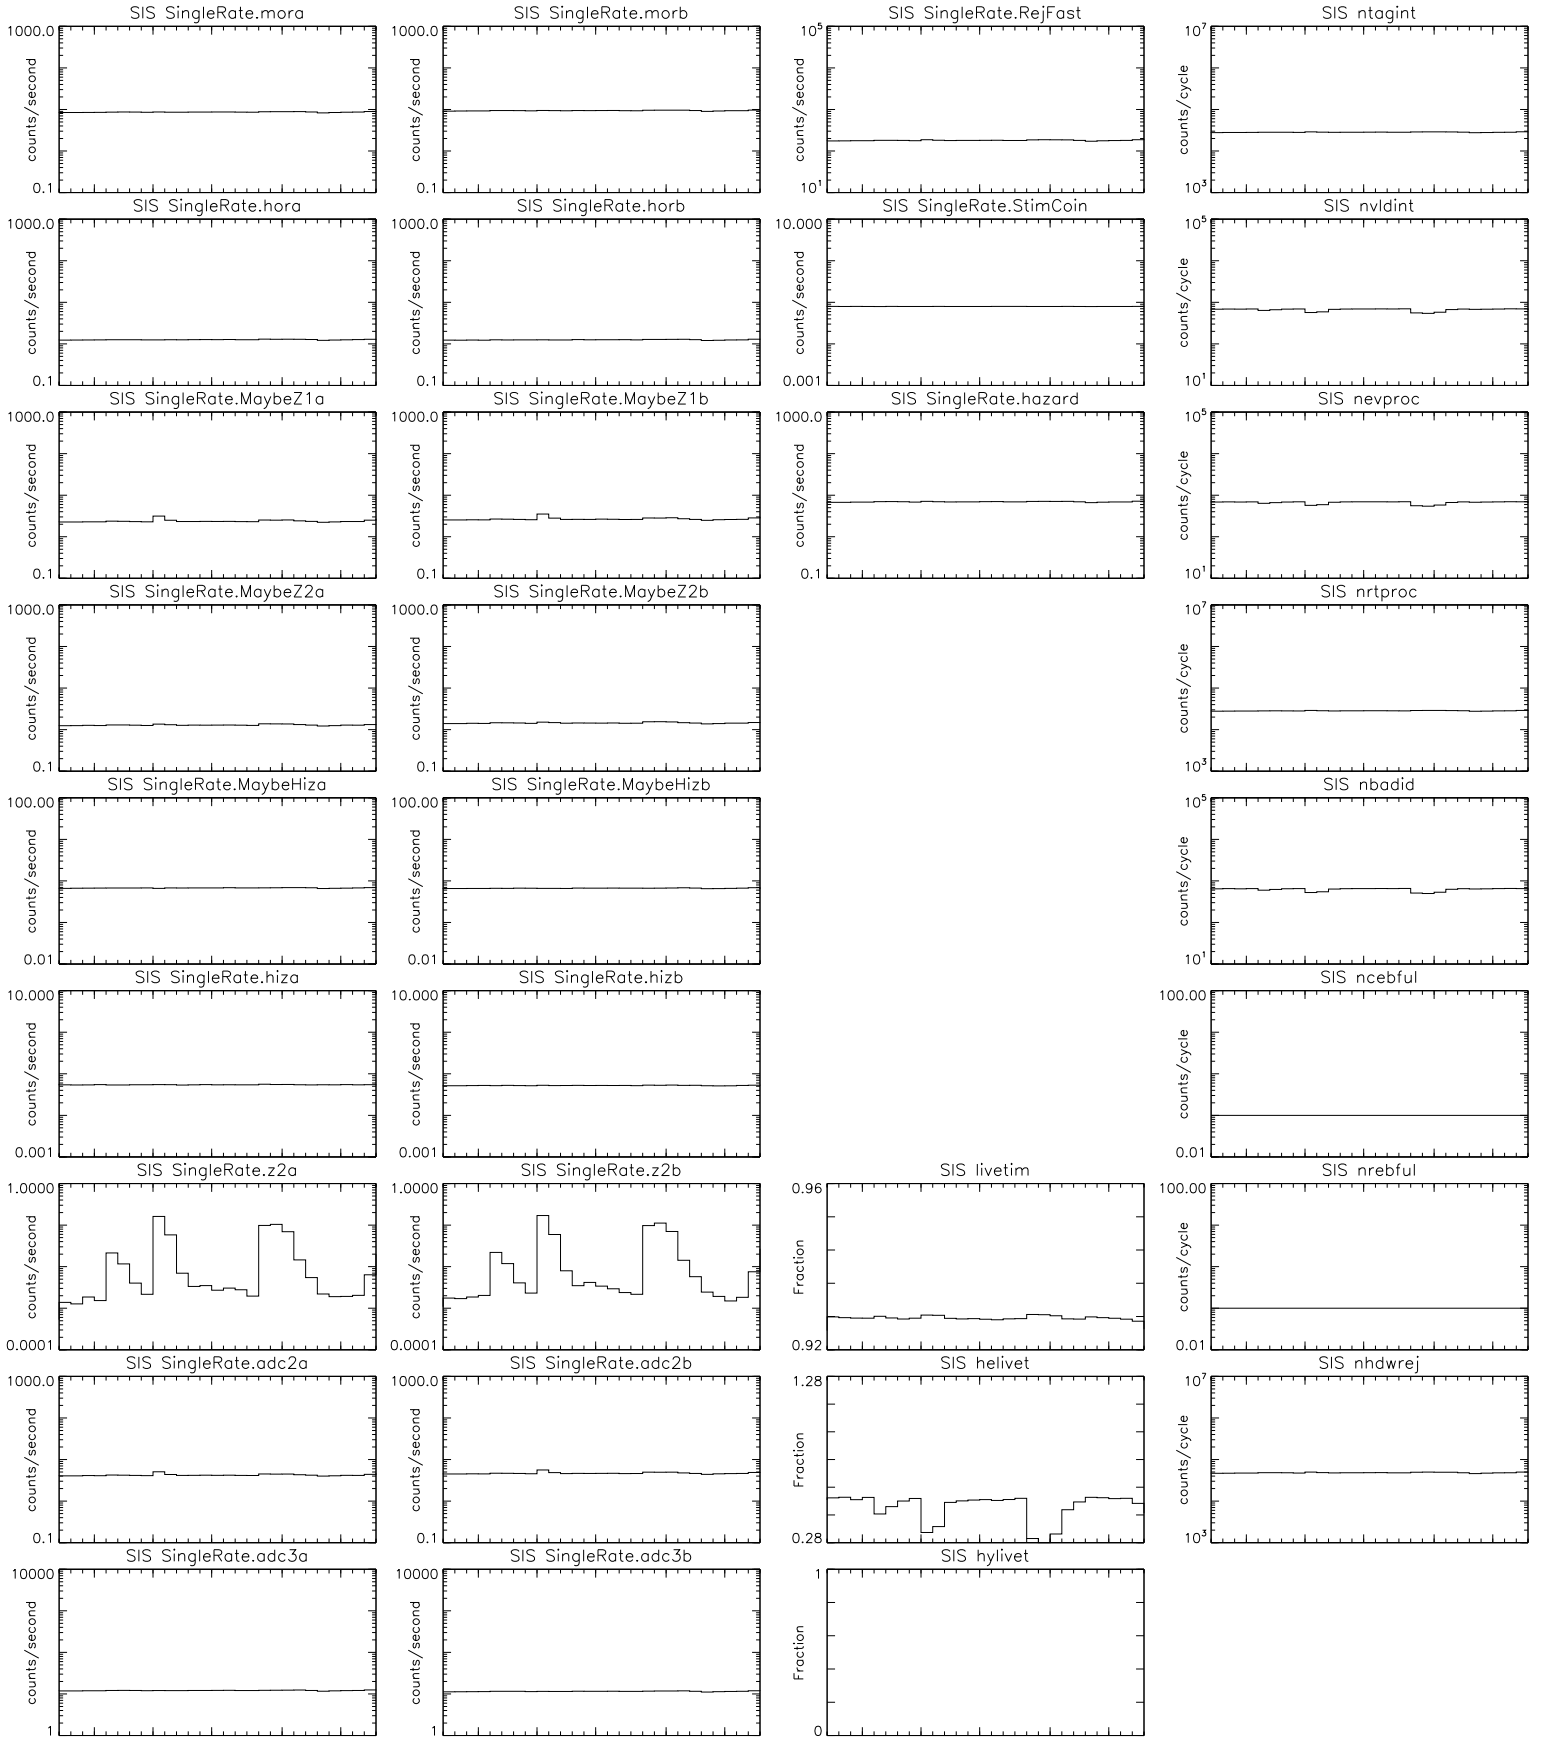 SIS SingleRate.mora
1000.0
counts/second
0.1
SIS SingleRate.morb
1000.0
counts/second
0.1
SIS SingleRate.RejFast
10^5
counts/second
10^1
SIS ntagint
10^7
counts/cycle
10^3
SIS SingleRate.hora
1000.0
counts/second
0.1
SIS SingleRate.horb
1000.0
counts/second
0.1
SIS SingleRate.StimCoin
10.000
counts/second
0.001
SIS nvldint
10^5
counts/cycle
10^1
SIS SingleRate.MaybeZ1a
1000.0
counts/second
0.1
SIS SingleRate.MaybeZ1b
1000.0
counts/second
0.1
SIS SingleRate.hazard
1000.0
counts/second
0.1
SIS nevproc
10^5
counts/cycle
10^1
SIS SingleRate.MaybeZ2a
1000.0
counts/second
0.1
SIS SingleRate.MaybeZ2b
1000.0
counts/second
0.1
SIS nrtproc
10^7
counts/cycle
10^3
SIS SingleRate.MaybeHiza
100.00
counts/second
0.01
SIS SingleRate.MaybeHizb
100.00
counts/second
0.01
SIS nbadid
10^5
counts/cycle
10^1
SIS SingleRate.hiza
10.000
counts/second
0.001
SIS SingleRate.hizb
10.000
counts/second
0.001
SIS ncebful
100.00
counts/cycle
0.01
SIS SingleRate.z2a
1.0000
counts/second
0.0001
SIS SingleRate.z2b
1.0000
counts/second
0.0001
SIS livetim
0.96
Fraction
0.92
SIS nrebful
100.00
counts/cycle
0.01
SIS SingleRate.adc2a
1000.0
counts/second
0.1
SIS SingleRate.adc2b
1000.0
counts/second
0.1
SIS helivet
1.28
Fraction
0.28
SIS nhdwrej
10^7
counts/cycle
10^3
SIS SingleRate.adc3a
10000
counts/second
1
SIS SingleRate.adc3b
10000
counts/second
1
SIS hylivet
1
Fraction
0